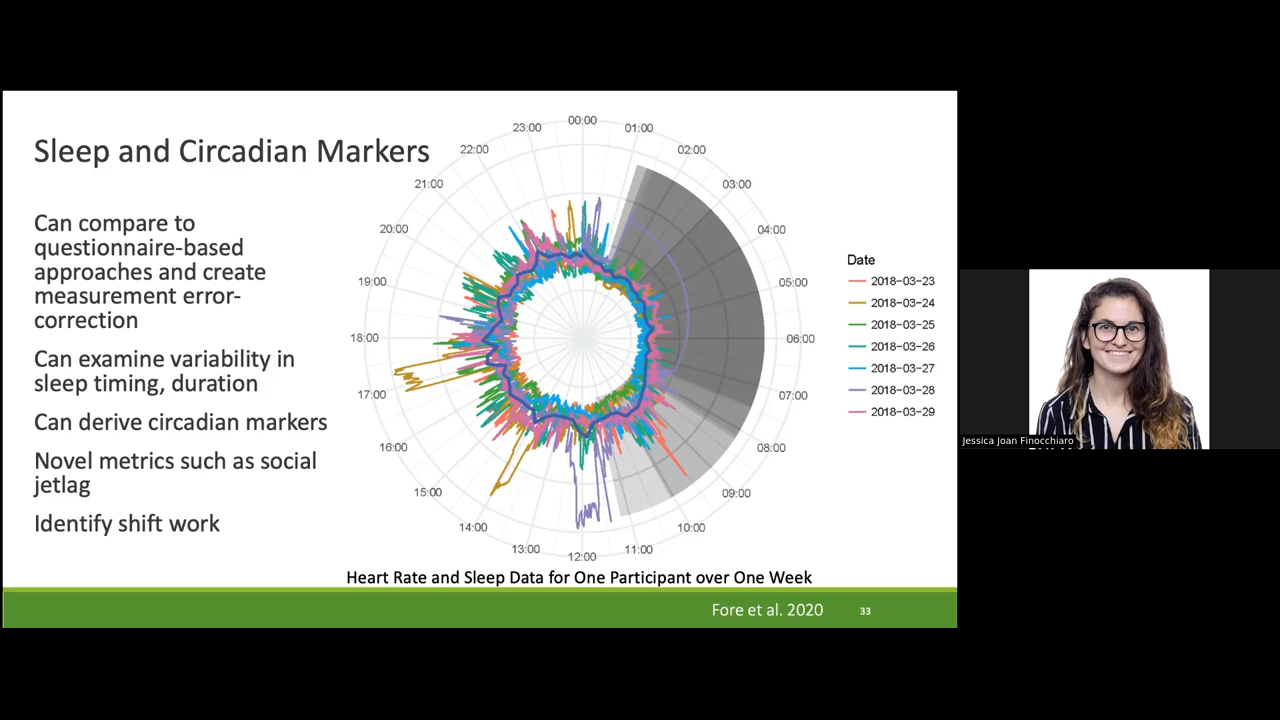 Sleep and Circadian Markers
Can compare to
questionnaire-based
approaches and create
measurement error-
correction
Can examine variability in
sleep timing, duration
Can derive circadian markers
Novel metrics such as social
jetlag
Identify shift work
00:00
01:00
02:00
03:00
04:00
05:00
06:00
07:00
08:00
09:00
10:00
11:00
12:00
13:00
14:00
15:00
16:00
17:00
18:00
19:00
20:00
21:00
22:00
23:00
Date
2018-03-23
2018-03-24
2018-03-25
2018-03-26
2018-03-27
2018-03-28
2018-03-29
Heart Rate and Sleep Data for One Participant over One Week
Fore et al. 2020
33
Jessica Joan Finocchiaro